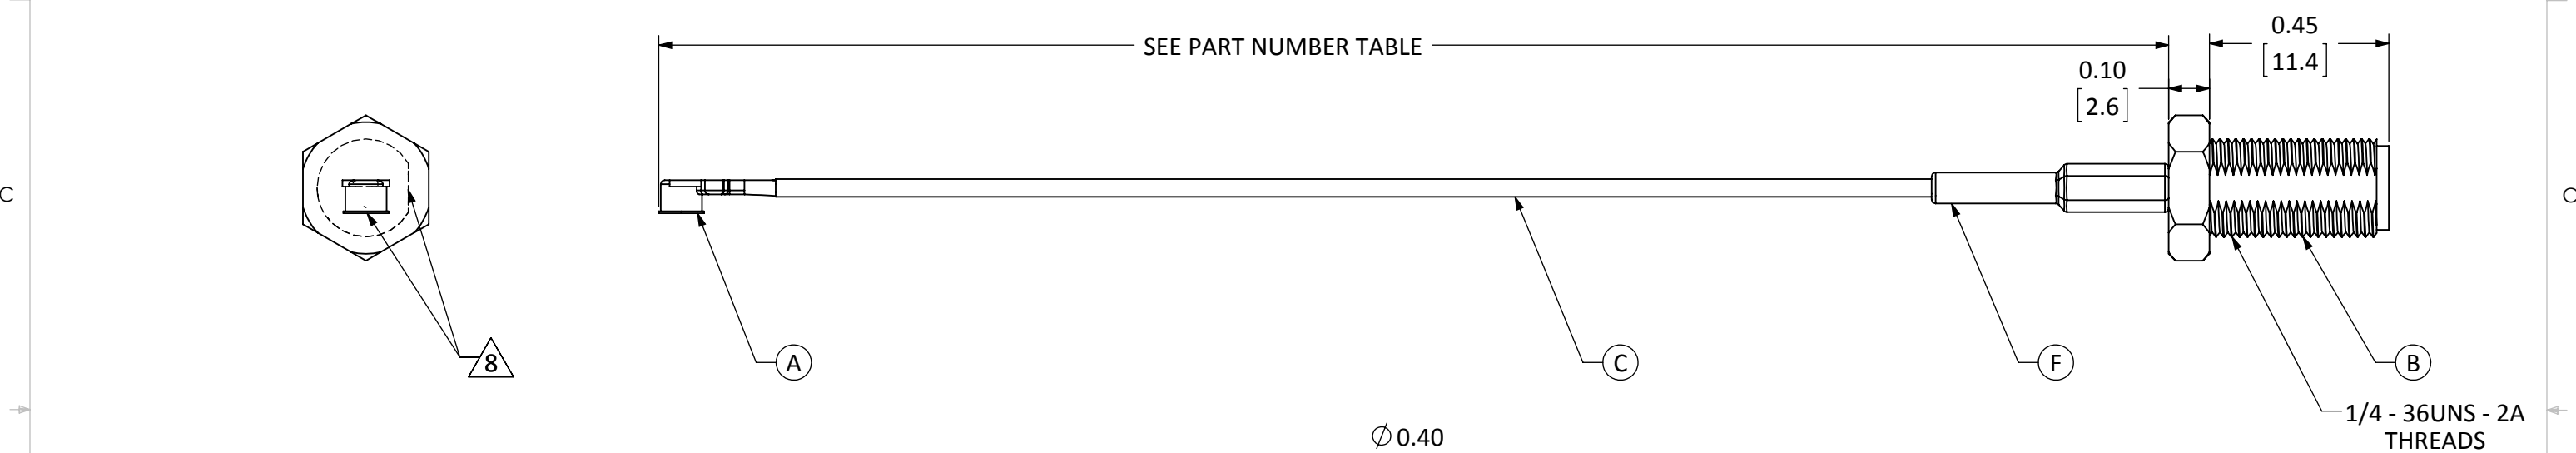 SEE PART NUMBER TABLE
0.45
[11.4]
0.10
[2.6]
C
C
8
A
C
F
B
1/4 - 36UNS - 2A
THREADS
∅ 0.40